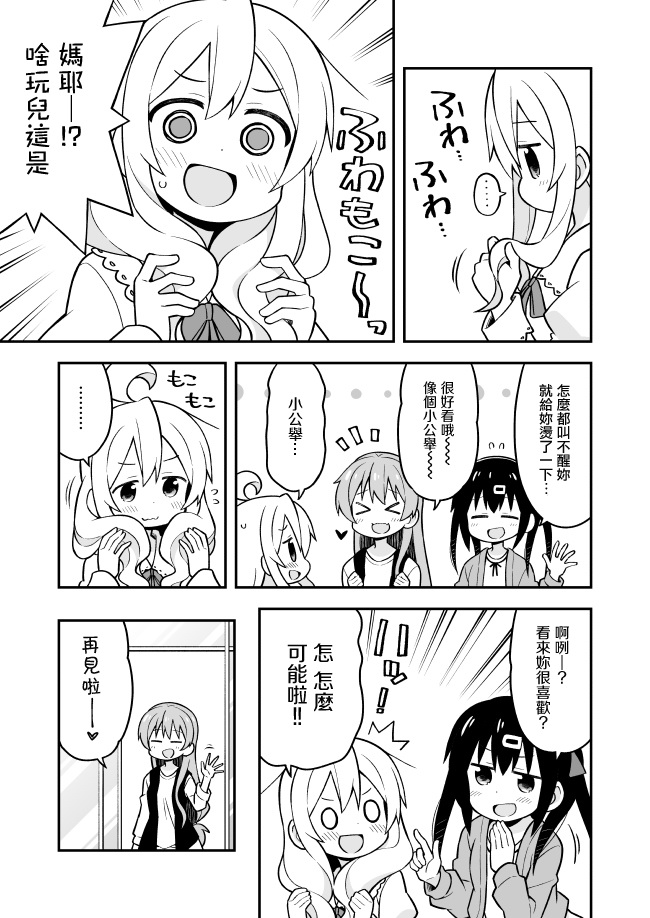 ふわ…
ふわ…
……
ふわもこ〜っ
媽耶—!?
啥玩兒這是
怎麼都叫不醒妳
就給妳燙了一下…
很好看哦〜〜
像個小公舉〜〜〜
小公舉…
もこ
もこ
………
啊咧—?
看來妳很喜歡?
ハッ!
怎 怎麼
可能啦!!
再見啦——♥